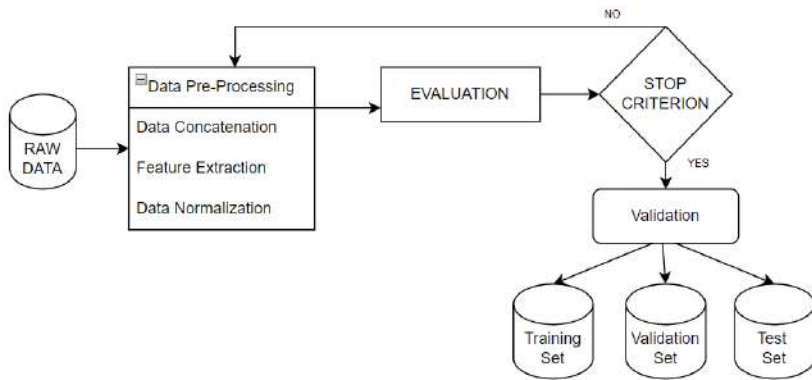 NO
Data Pre-Processing
STOP
CRITERION
EVALUATION
RAW
DATA
Data Concatenation
Feature Extraction
Data Normalization
YES
Validation
Training
Set
Validation
Set
Test
Set